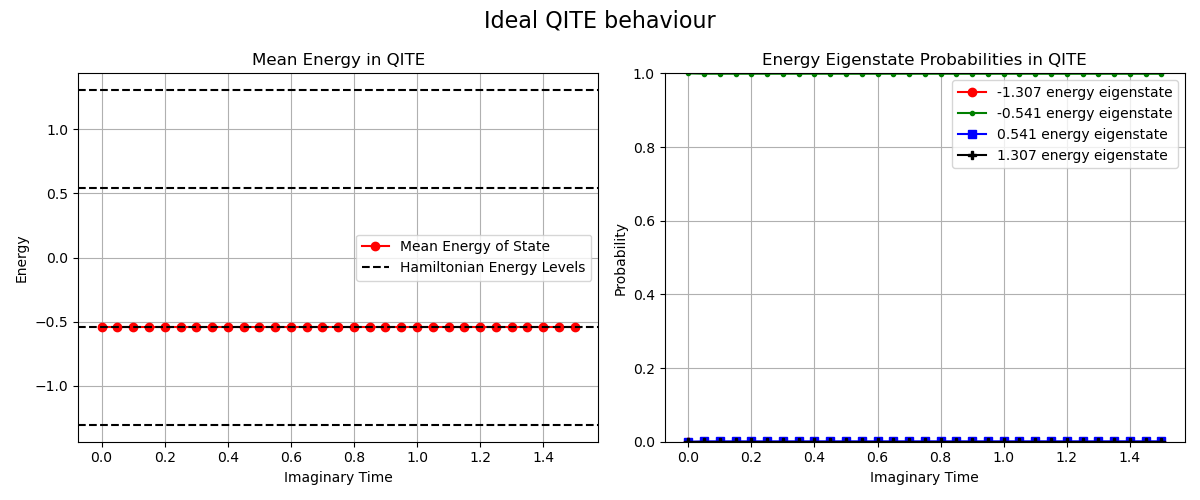 Ideal QITE behaviour
Mean Energy in QITE
Energy
1.0
0.5
0.0
−0.5
−1.0
Mean Energy of State
Hamiltonian Energy Levels
0.0 0.2 0.4 0.6 0.8 1.0 1.2 1.4
Imaginary Time
Energy Eigenstate Probabilities in QITE
Probability
1.0
0.8
0.6
0.4
0.2
0.0
-1.307 energy eigenstate
-0.541 energy eigenstate
0.541 energy eigenstate
1.307 energy eigenstate
0.0 0.2 0.4 0.6 0.8 1.0 1.2 1.4
Imaginary Time